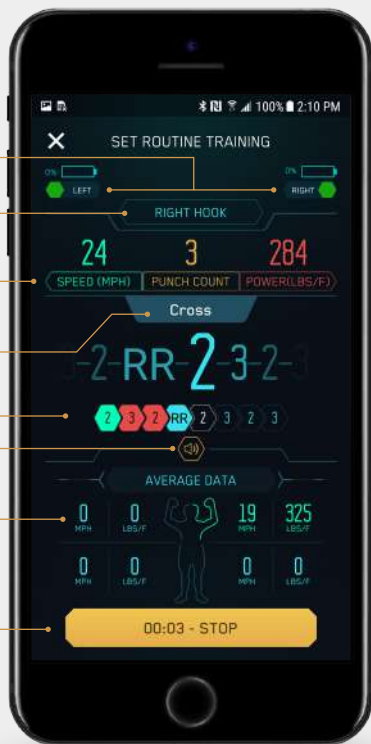 100% 2:10 PM
X SET ROUTINE TRAINING
0% 0%
LEFT RIGHT
RIGHT HOOK
24 3 284
SPEED (MPH) PUNCH COUNT POWER(LBS/F)
Cross
3-2-RR-2-3-2-3
2 3 2 RR 2 3 2 3
AVERAGE DATA
0 0 19 325
MPH LBS/F MPH LBS/F
0 0 0 0
MPH LBS/F MPH LBS/F
00:03 - STOP